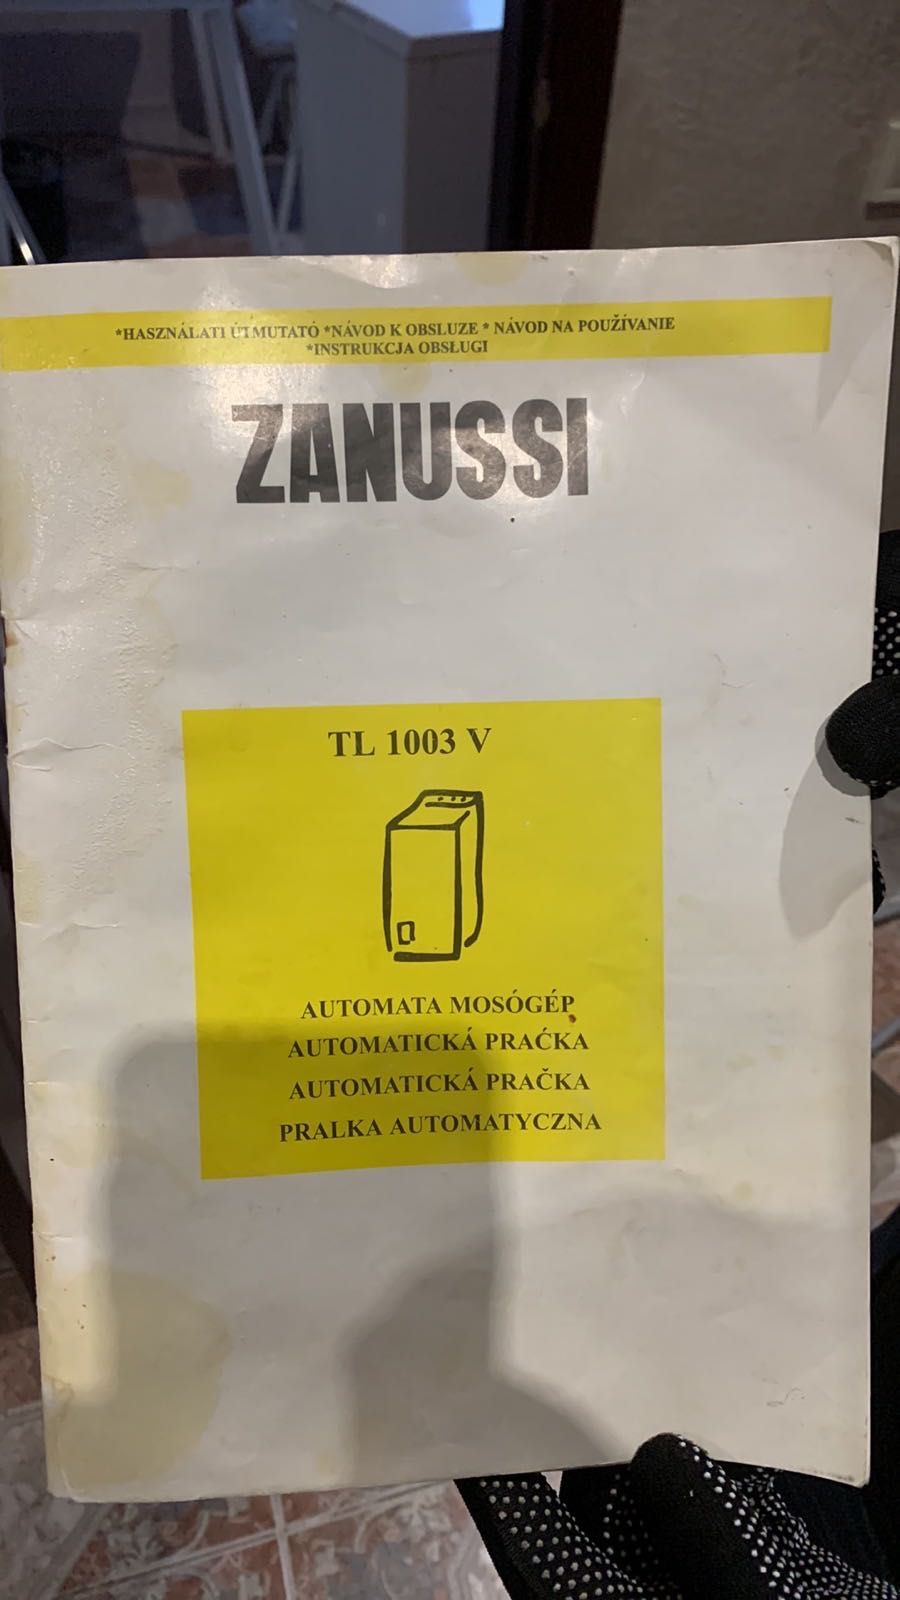 *HASZNÁLATI ÚTMUTATÓ *NÁVOD K OBSLUZE * NÁVOD NA POUŽÍVANIE
*INSTRUKCJA OBSŁUGI
ZANUSSI
TL 1003 V
AUTOMATA MOSÓGÉP
AUTOMATICKÁ PRAĆKA
AUTOMATICKÁ PRAČKA
PRALKA AUTOMATYCZNA